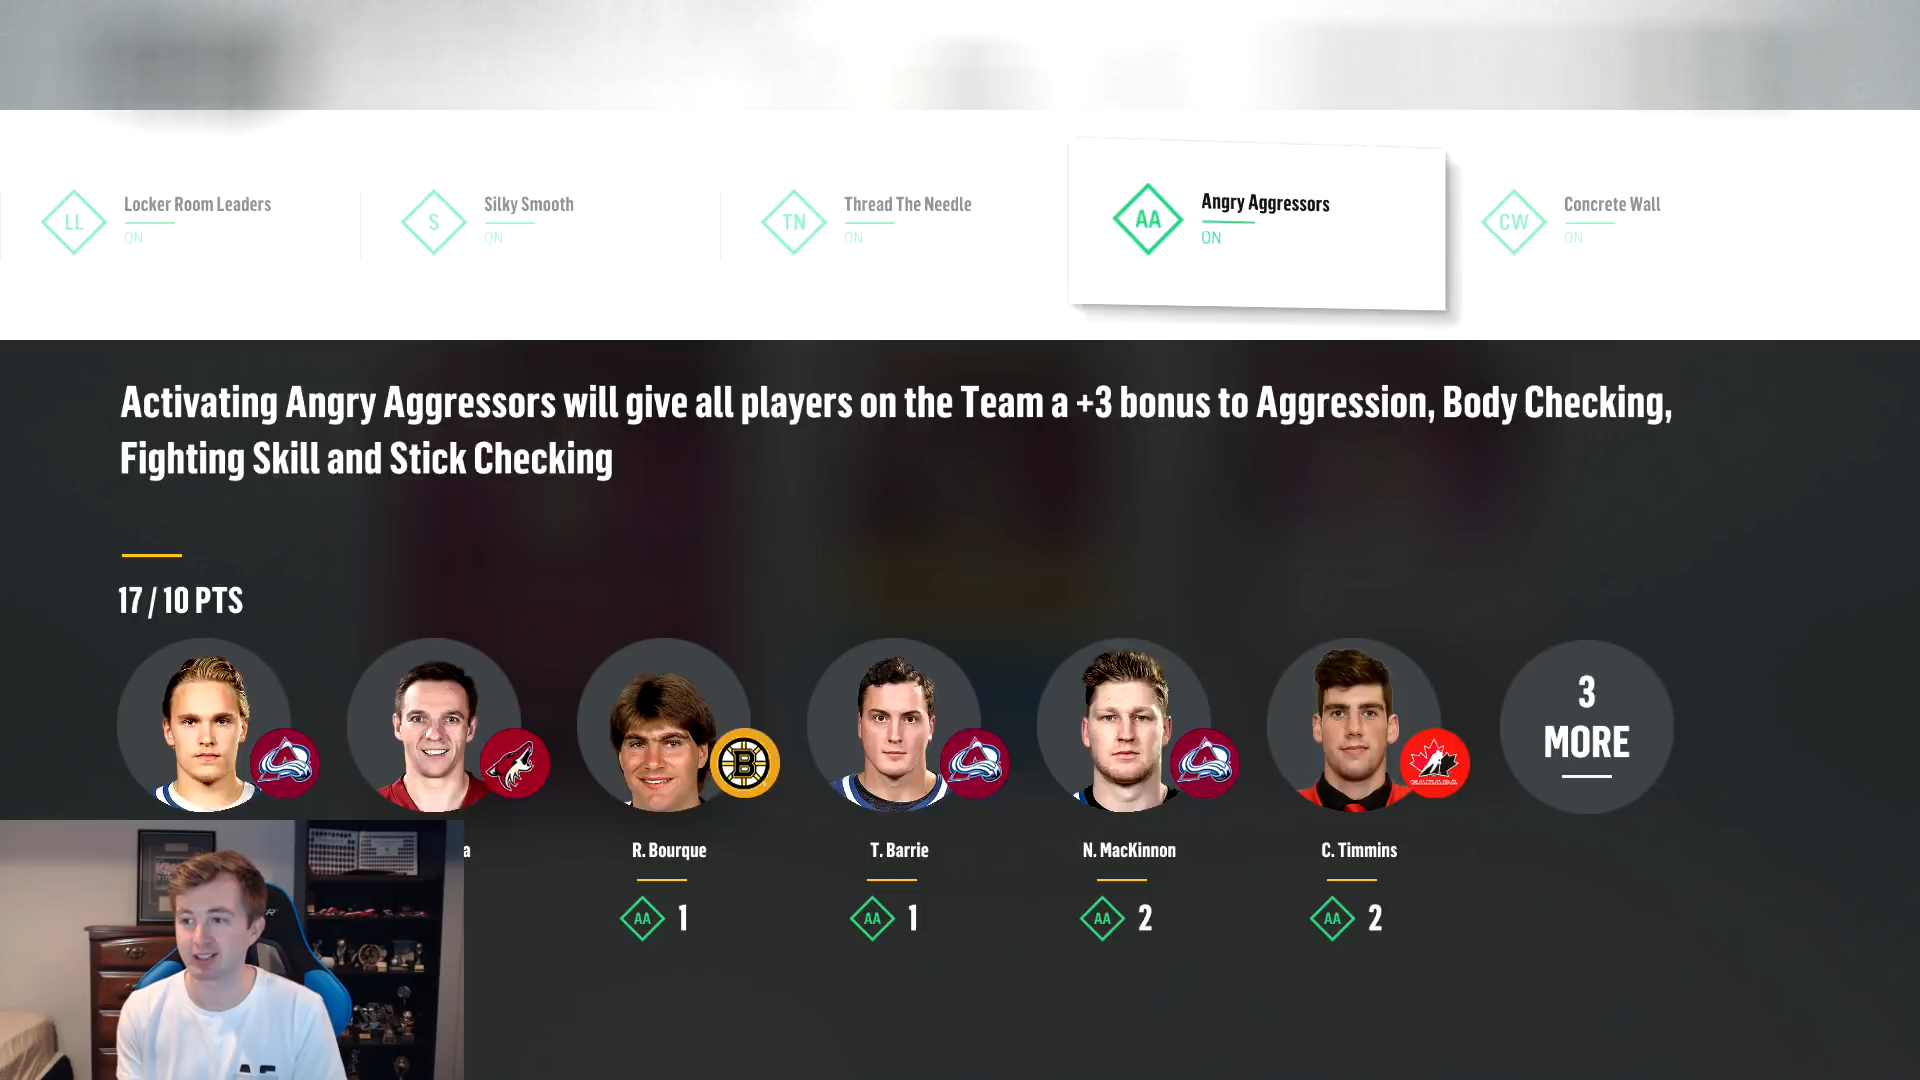 LL Locker Room Leaders
ON
S Silky Smooth
ON
TN Thread The Needle
ON
AA Angry Aggressors
ON
CW Concrete Wall
ON
Activating Angry Aggressors will give all players on the Team a +3 bonus to Aggression, Body Checking,
Fighting Skill and Stick Checking
17 / 10 PTS
B
CANADA
3
MORE
a
R. Bourque
T. Barrie
N. MacKinnon
C. Timmins
AA 1
AA 1
AA 2
AA 2